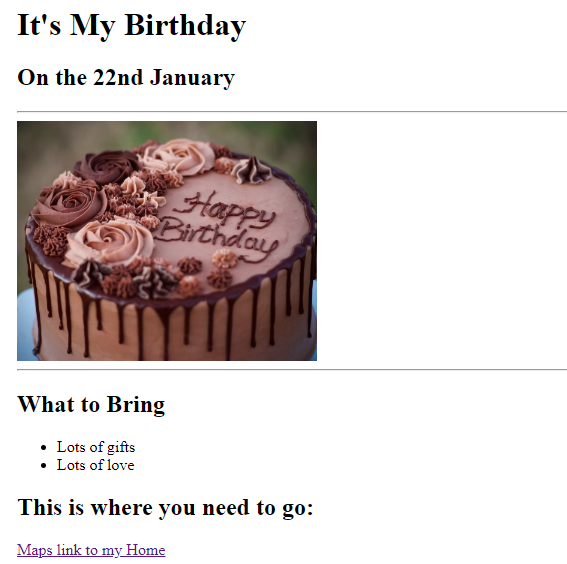 It's My Birthday
On the 22nd January
Happy
Birthday
What to Bring
Lots of gifts
Lots of love
This is where you need to go:
Maps link to my Home